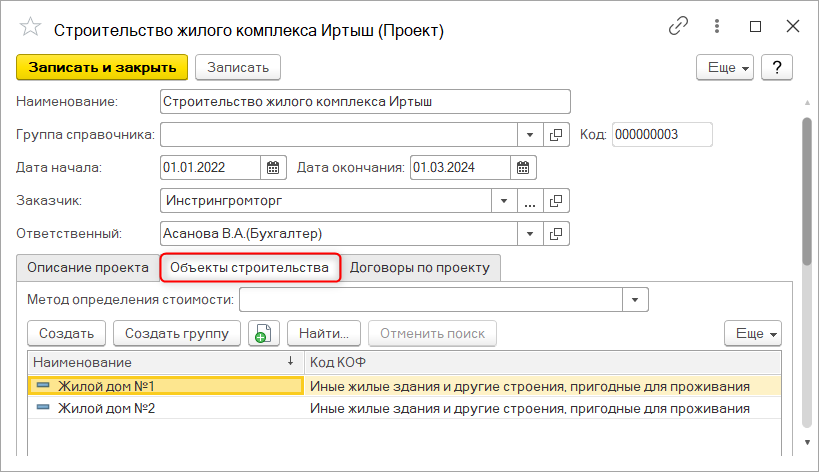 Строительство жилого комплекса Иртыш (Проект)
Записать и закрыть Записать Еще ?
Наименование: Строительство жилого комплекса Иртыш
Группа справочника: Код: 000000003
Дата начала: 01.01.2022 Дата окончания: 01.03.2024
Заказчик: Инстрингромторг ...
Ответственный: Асанова В.А.(Бухгалтер)
Описание проекта Объекты строительства Договоры по проекту
Метод определения стоимости:
Создать Создать группу Найти... Отменить поиск Еще
Наименование ↓ Код КОФ
Жилой дом №1 Иные жилые здания и другие строения, пригодные для проживания
Жилой дом №2 Иные жилые здания и другие строения, пригодные для проживания